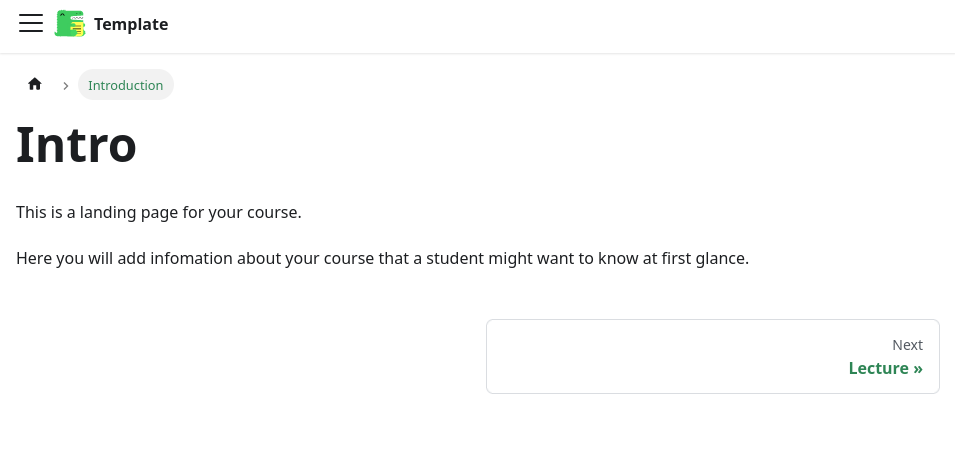 Template
Introduction
Intro
This is a landing page for your course.
Here you will add infomation about your course that a student might want to know at first glance.
Next
Lecture »